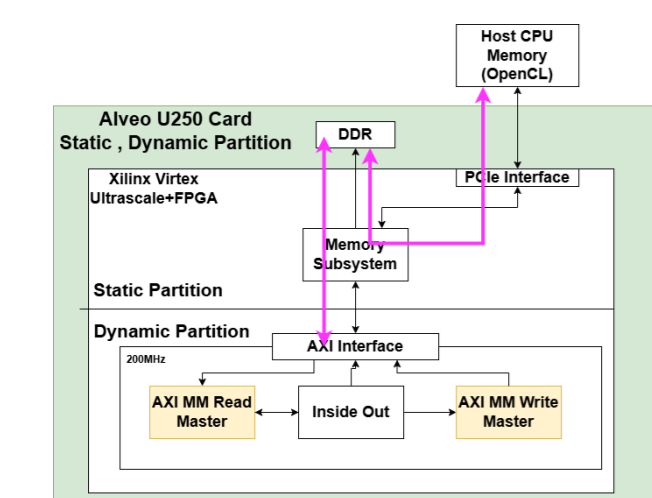 Host CPU
Memory
(OpenCL)
Alveo U250 Card
Static , Dynamic Partition
DDR
Xilinx Virtex
Ultrascale+FPGA
PCIe Interface
Memory
Subsystem
Static Partition
Dynamic Partition
AXI Interface
200MHz
AXI MM Read
Master
Inside Out
AXI MM Write
Master